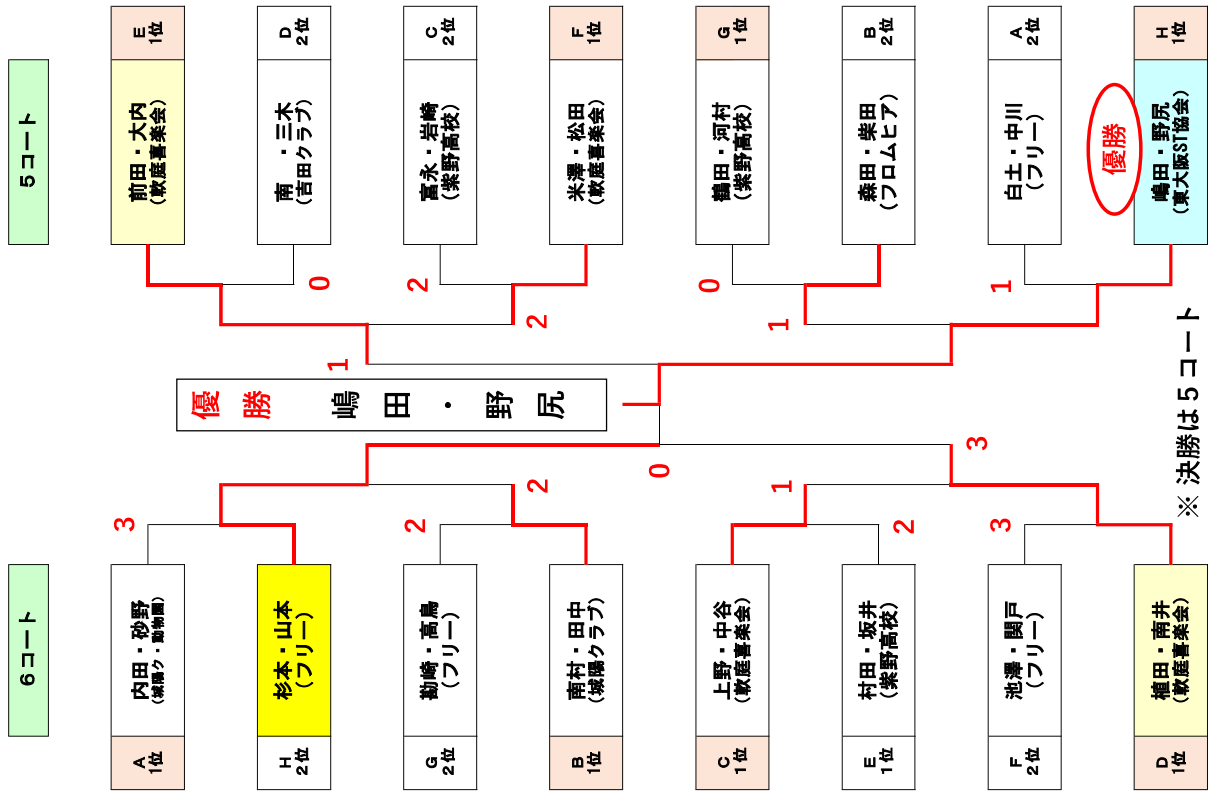 5コート
E
1位
前田・大内
(軟庭喜楽会)
D
2位
南・三木
(吉田クラブ)
C
2位
富永・岩崎
(紫野高校)
F
1位
米澤・松田
(軟庭喜楽会)
G
1位
鶴田・河村
(紫野高校)
B
2位
森田・柴田
(フロムヒア)
A
2位
白土・中川
(フリー)
H
1位
優勝
嶋田・野尻
(東大阪ST協会)
0
2
2
0
1
1
1
優勝 嶋田・野尻
※ 決勝は5コート
0
3
2
1
3
2
2
3
6コート
内田・砂野
(城陽ク・動物園)
A
1位
杉本・山本
(フリー)
H
2位
勘崎・高鳥
(フリー)
G
2位
南村・田中
(城陽クラブ)
B
1位
上野・中谷
(軟庭喜楽会)
C
1位
村田・坂井
(紫野高校)
E
1位
池澤・関戸
(フリー)
F
2位
植田・南井
(軟庭喜楽会)
D
1位